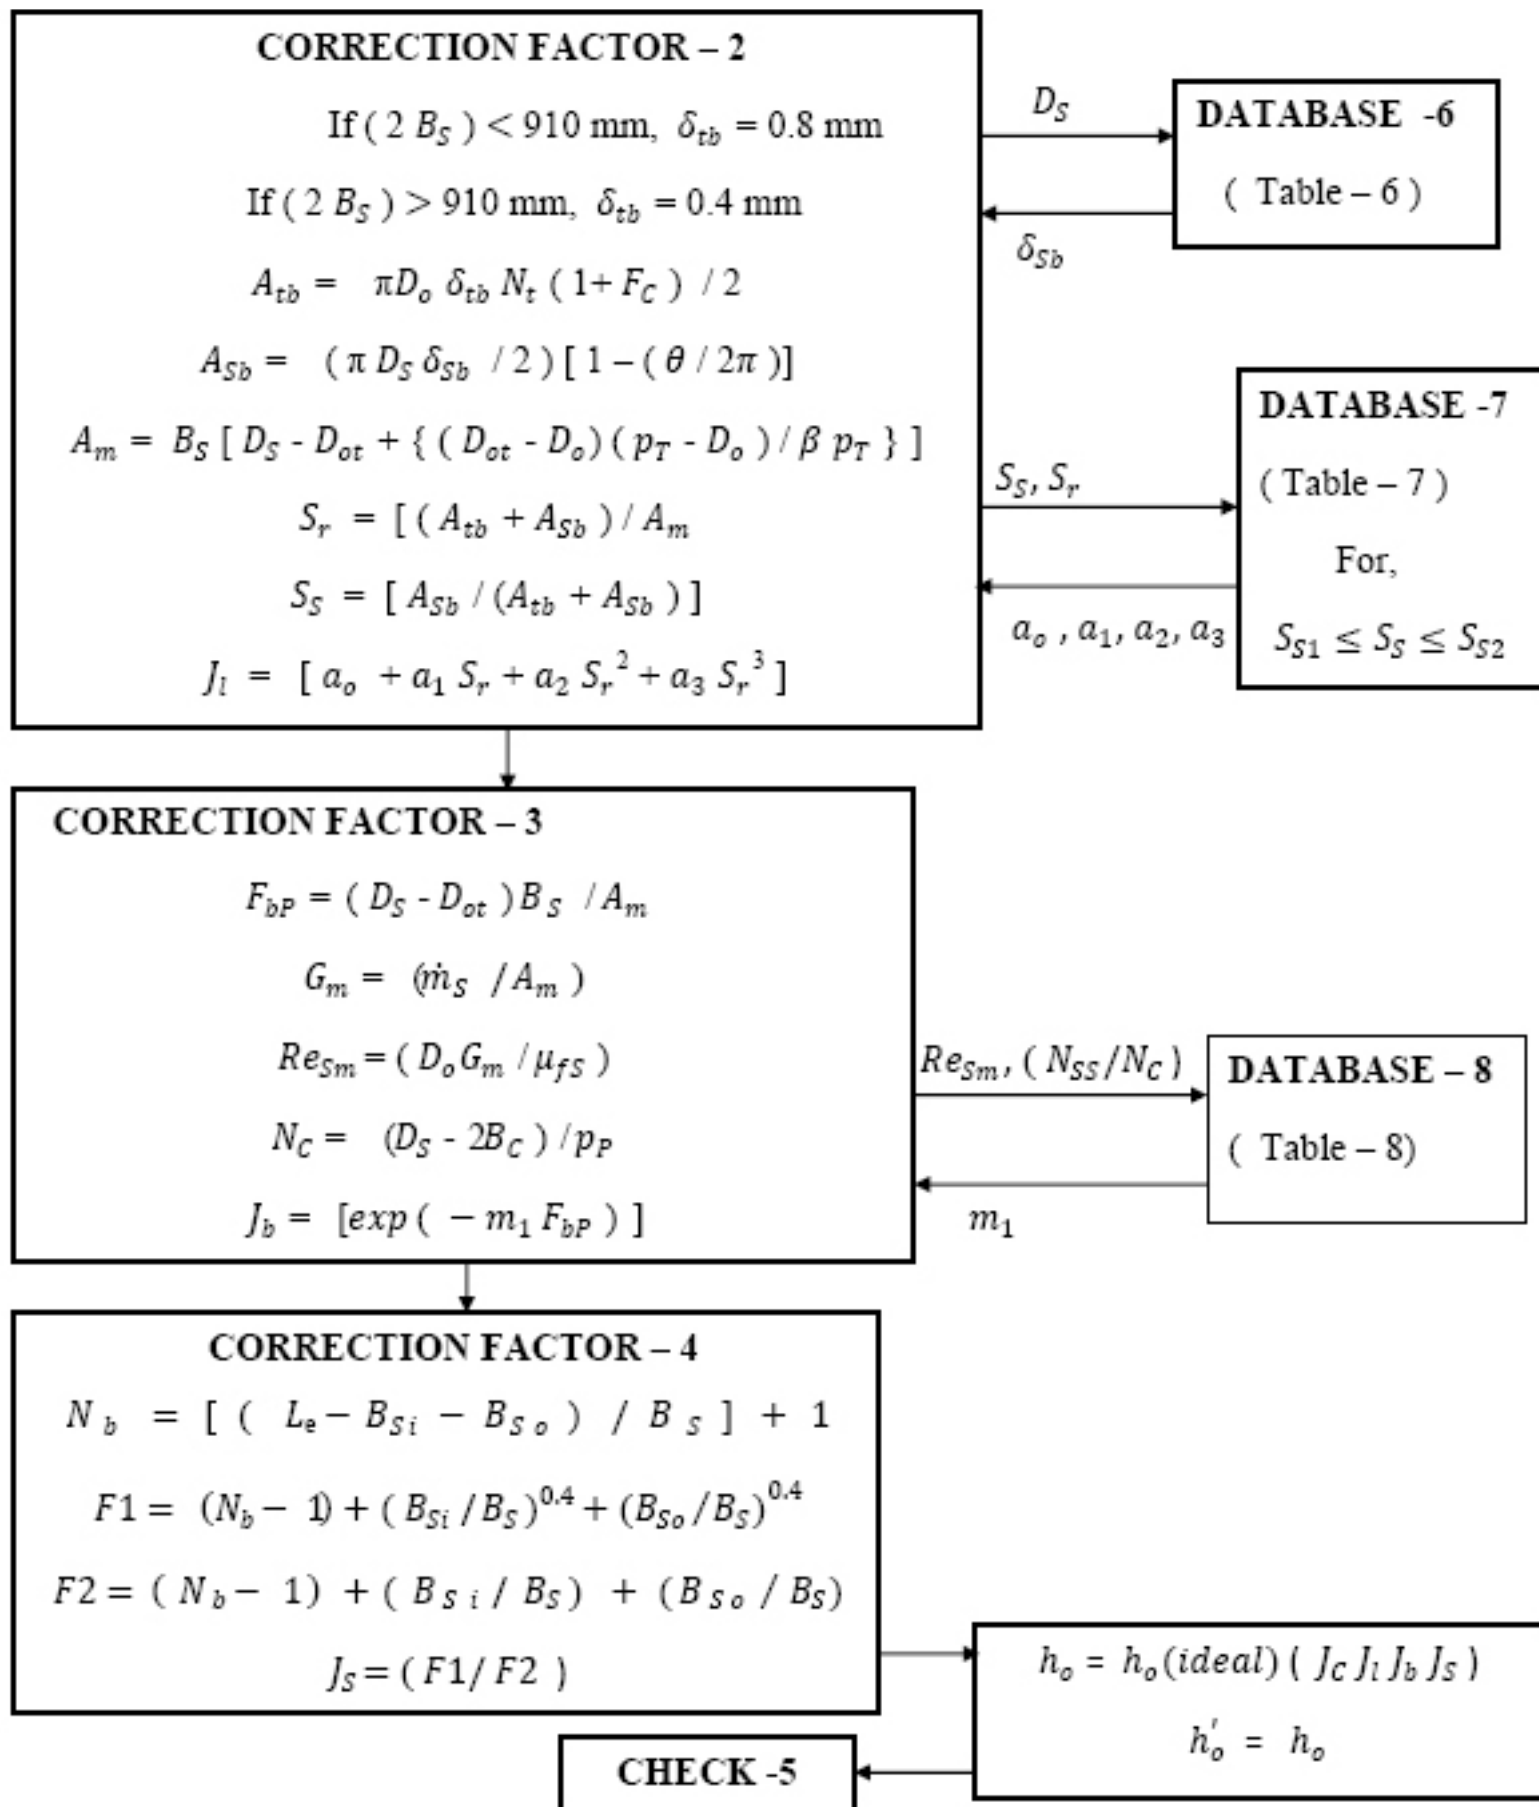 CORRECTION FACTOR – 2
If ( 2 B_S ) < 910 mm, δ_tb = 0.8 mm
If ( 2 B_S ) > 910 mm, δ_tb = 0.4 mm
A_tb = πD_o δ_tb N_t ( 1+ F_C ) / 2
A_Sb = ( π D_S δ_Sb / 2 ) [ 1 – ( θ / 2π )]
A_m = B_S [ D_S - D_ot + { ( D_ot - D_o) ( p_T - D_o ) / β p_T } ]
S_r = [ ( A_tb + A_Sb ) / A_m
S_S = [ A_Sb / (A_tb + A_Sb ) ]
J_l = [ a_o + a_1 S_r + a_2 S_r^2 + a_3 S_r^3 ]
D_S
δ_Sb
DATABASE -6
( Table – 6 )
S_S, S_r
a_o , a_1, a_2, a_3
DATABASE -7
( Table – 7 )
For,
S_S1 ≤ S_S ≤ S_S2
CORRECTION FACTOR – 3
F_bP = ( D_S - D_ot ) B_S / A_m
G_m = (ṁ_S / A_m )
Re_Sm = ( D_o G_m / μ_fS )
N_C = (D_S - 2B_C ) / p_P
J_b = [exp ( − m_1 F_bP ) ]
Re_Sm, ( N_SS/N_C )
m_1
DATABASE – 8
( Table – 8)
CORRECTION FACTOR – 4
N_b = [ ( L_e − B_Si − B_So ) / B_S ] + 1
F1 = (N_b − 1) + ( B_Si / B_S)^0.4 + (B_So / B_S)^0.4
F2 = ( N_b − 1) + ( B_Si / B_S) + (B_So / B_S)
J_S = ( F1/ F2 )
h_o = h_o(ideal) ( J_C J_l J_b J_S )
h_o′ = h_o
CHECK -5